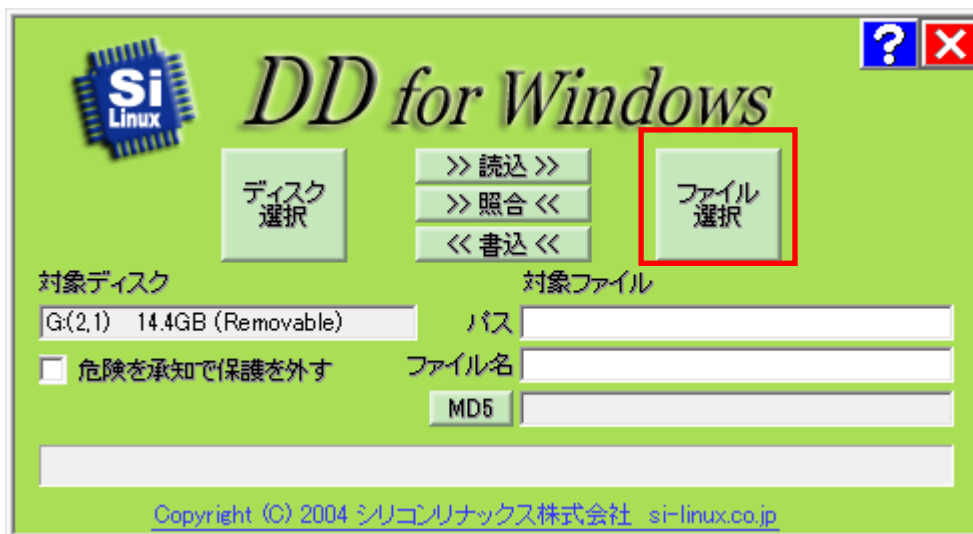 Si
Linux
DD for Windows
?
ディスク
選択
>> 読込 >>
>> 照合 <<
<< 書込 <<
ファイル
選択
対象ディスク
対象ファイル
G:(2,1) 14.4GB (Removable)
パス
危険を承知で保護を外す
ファイル名
MD5
Copyright (C) 2004 シリコンリナックス株式会社 si-linux.co.jp